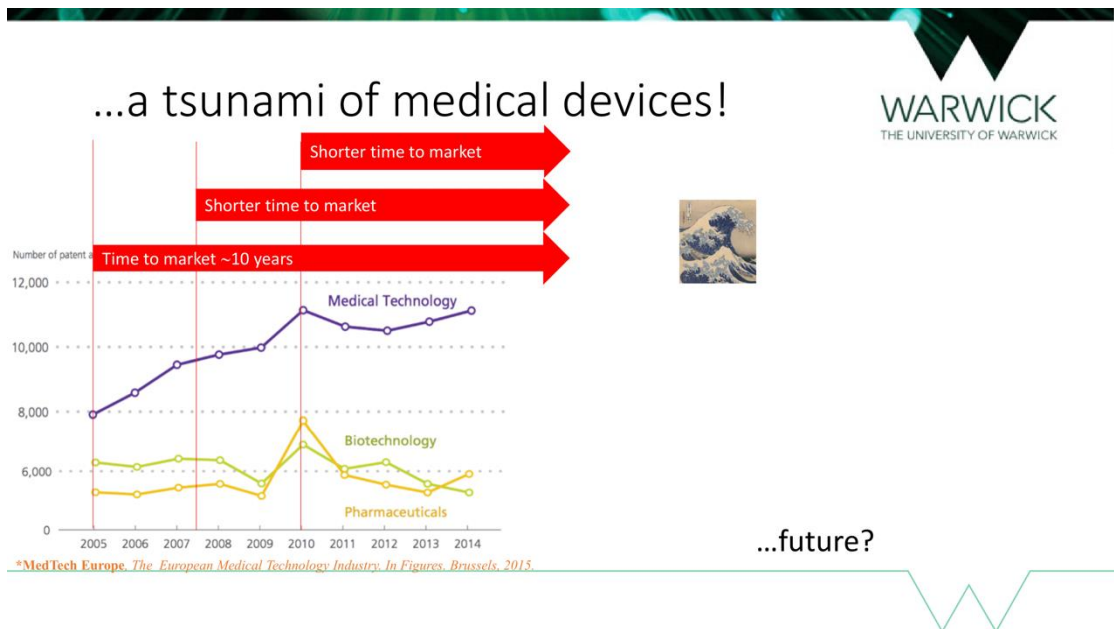 WARWICK
THE UNIVERSITY OF WARWICK
...a tsunami of medical devices!
Shorter time to market
Shorter time to market
Time to market ~10 years
Number of patent a
12,000
10,000
8,000
6,000
0
Medical Technology
Biotechnology
Pharmaceuticals
2005 2006 2007 2008 2009 2010 2011 2012 2013 2014
...future?
*MedTech Europe, The European Medical Technology Industry. In Figures. Brussels, 2015.